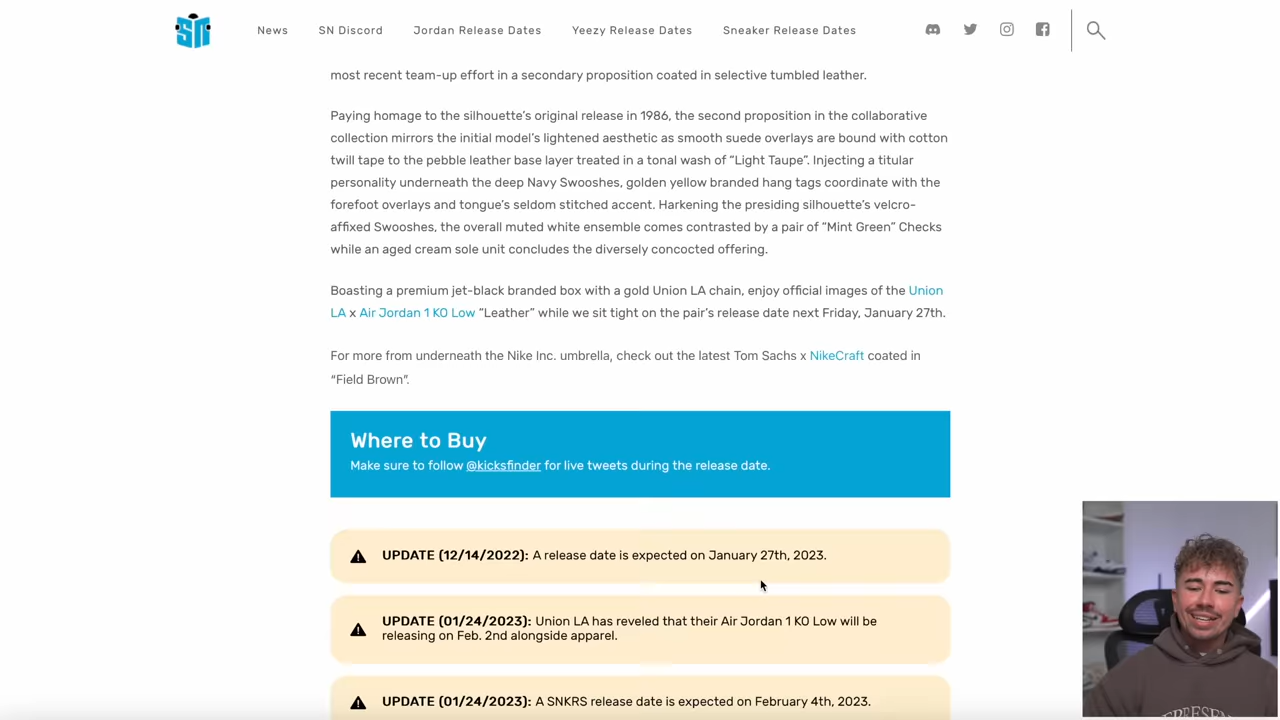 SN
News
SN Discord
Jordan Release Dates
Yeezy Release Dates
Sneaker Release Dates
most recent team-up effort in a secondary proposition coated in selective tumbled leather.
Paying homage to the silhouette’s original release in 1986, the second proposition in the collaborative
collection mirrors the initial model’s lightened aesthetic as smooth suede overlays are bound with cotton
twill tape to the pebble leather base layer treated in a tonal wash of “Light Taupe”. Injecting a titular
personality underneath the deep Navy Swooshes, golden yellow branded hang tags coordinate with the
forefoot overlays and tongue’s seldom stitched accent. Harkening the presiding silhouette’s velcro-
affixed Swooshes, the overall muted white ensemble comes contrasted by a pair of “Mint Green” Checks
while an aged cream sole unit concludes the diversely concocted offering.
Boasting a premium jet-black branded box with a gold Union LA chain, enjoy official images of the Union
LA x Air Jordan 1 KO Low “Leather” while we sit tight on the pair’s release date next Friday, January 27th.
For more from underneath the Nike Inc. umbrella, check out the latest Tom Sachs x NikeCraft coated in
“Field Brown”.
Where to Buy
Make sure to follow @kicksfinder for live tweets during the release date.
UPDATE (12/14/2022): A release date is expected on January 27th, 2023.
UPDATE (01/24/2023): Union LA has reveled that their Air Jordan 1 KO Low will be
releasing on Feb. 2nd alongside apparel.
UPDATE (01/24/2023): A SNKRS release date is expected on February 4th, 2023.